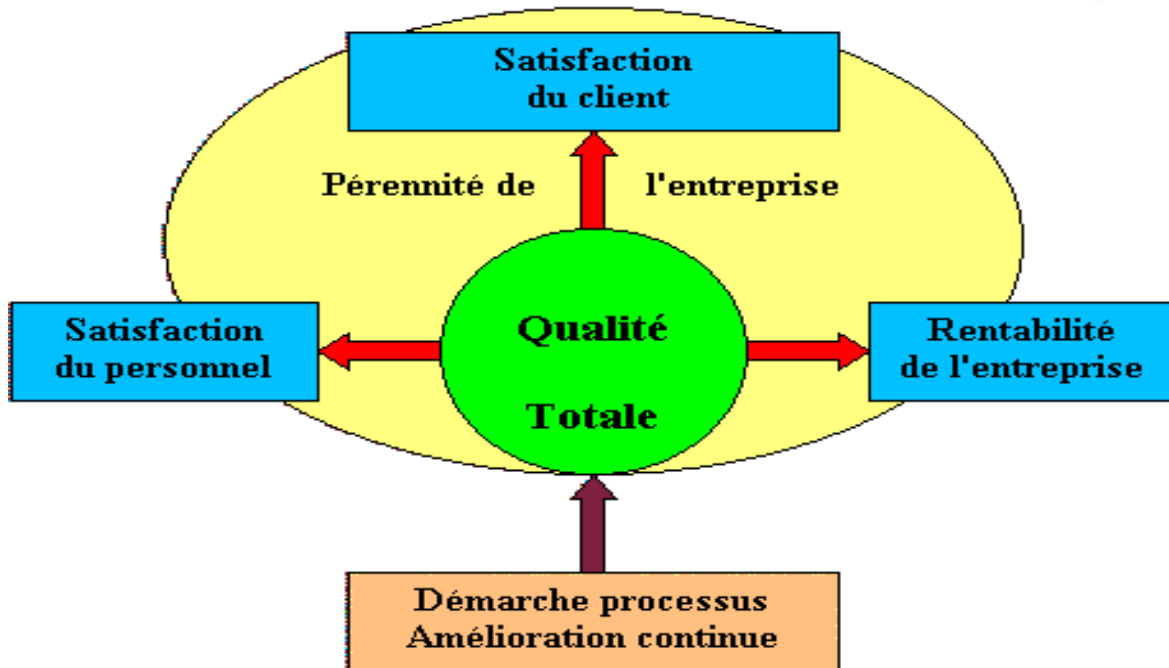 Satisfaction
du client
Pérennité de l'entreprise
Satisfaction
du personnel
Qualité
Totale
Rentabilité
de l'entreprise
Démarche processus
Amélioration continue